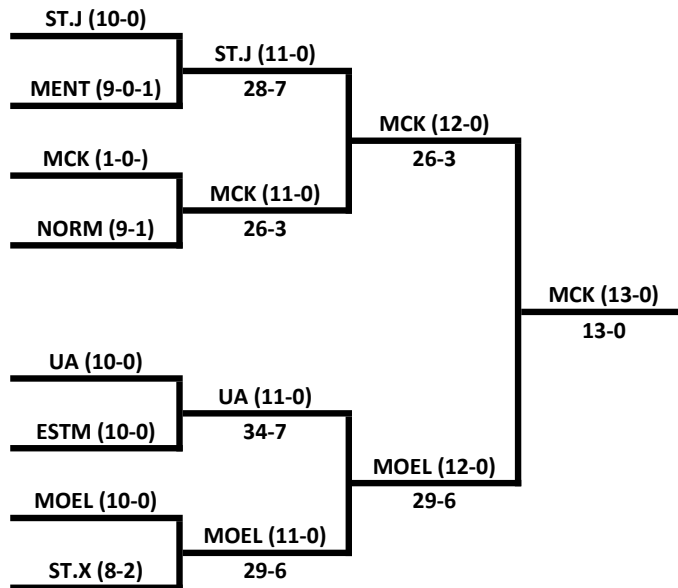 ST.J (10-0)
MENT (9-0-1)
ST.J (11-0)
28-7
MCK (1-0-)
NORM (9-1)
MCK (11-0)
26-3
MCK (12-0)
26-3
UA (10-0)
ESTM (10-0)
UA (11-0)
34-7
MOEL (10-0)
ST.X (8-2)
MOEL (11-0)
29-6
MOEL (12-0)
29-6
MCK (13-0)
13-0